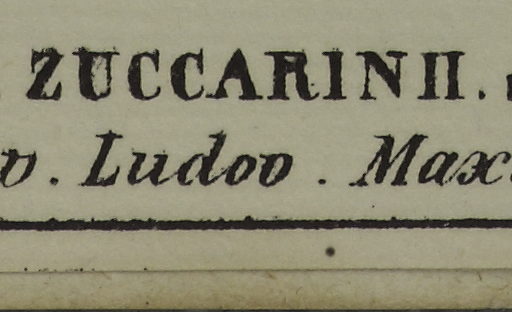 ZUCCARINII.
v. Ludov. Max